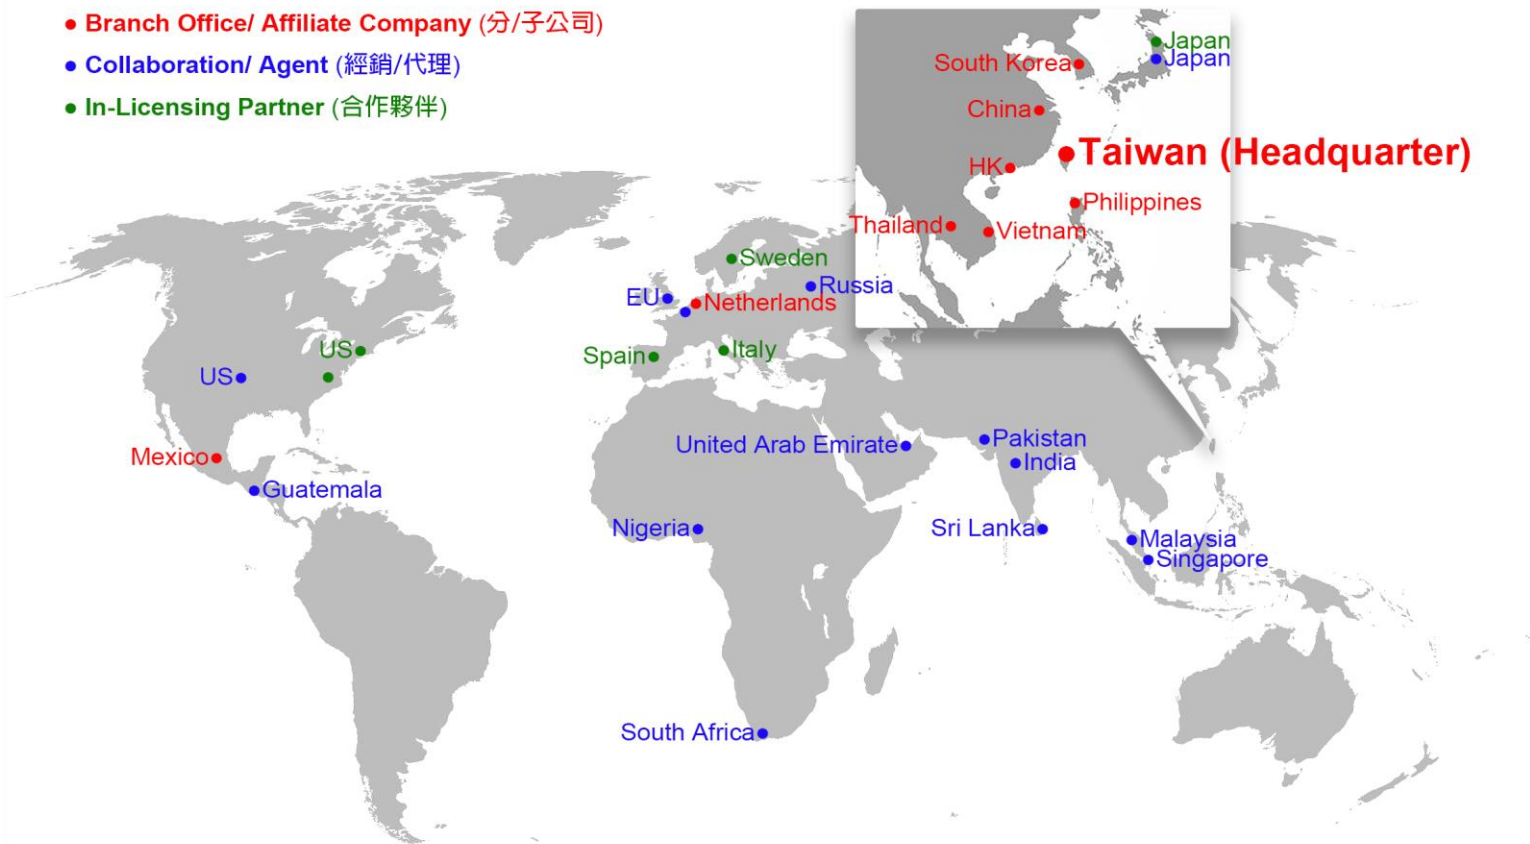 ● Branch Office/ Affiliate Company (分/子公司)
● Collaboration/ Agent (經銷/代理)
● In-Licensing Partner (合作夥伴)
Japan
Japan
South Korea
China
Taiwan (Headquarter)
HK
Philippines
Thailand
Vietnam
Sweden
Russia
EU
Netherlands
US
Spain
Italy
US
United Arab Emirate
Pakistan
Mexico
India
Guatemala
Nigeria
Sri Lanka
Malaysia
Singapore
South Africa